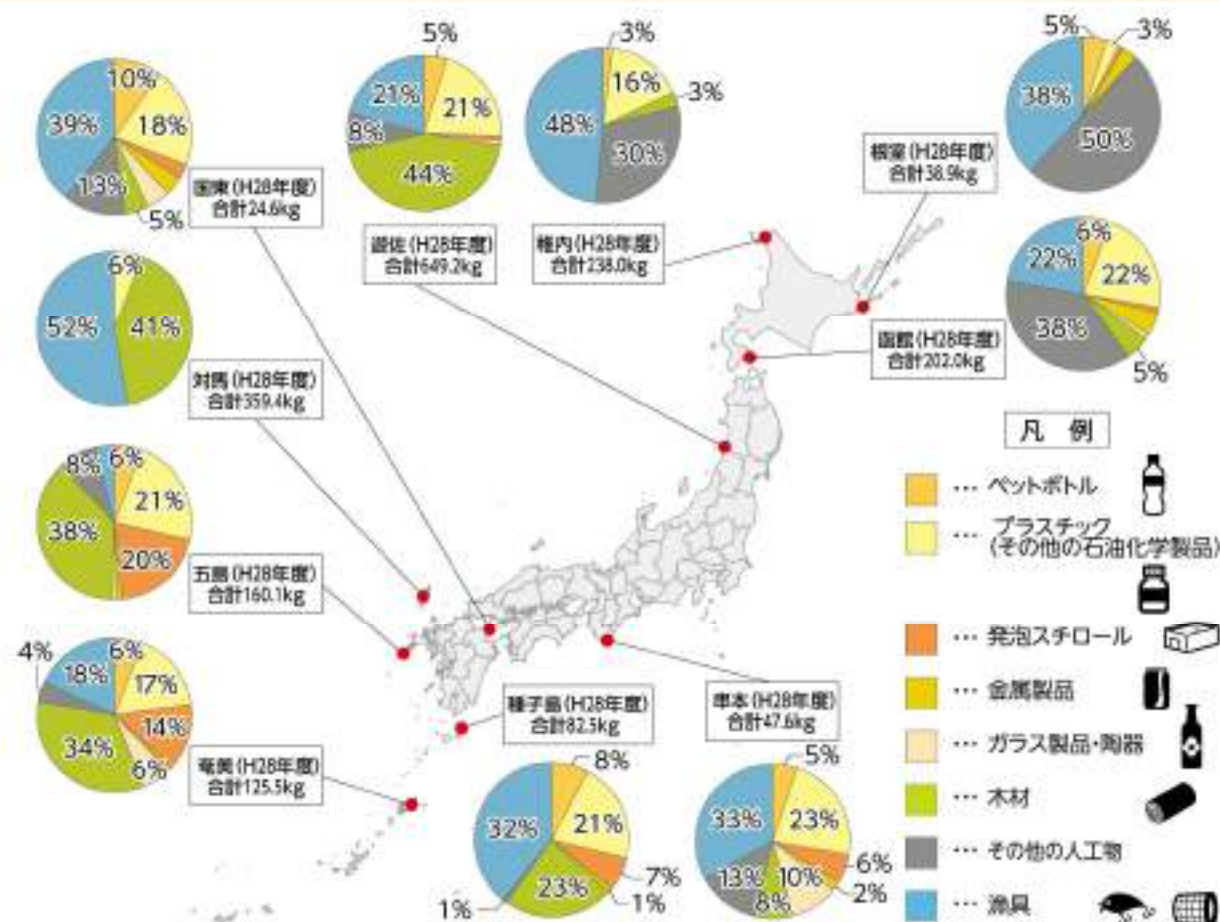 10%
18%
5%
13%
39%
国東(H28年度)
合計24.6kg
5%
21%
44%
8%
21%
遊佐(H28年度)
合計649.2kg
3%
16%
3%
30%
48%
稚内(H28年度)
合計238.0kg
5%
3%
50%
38%
根室(H28年度)
合計38.9kg
6%
22%
5%
38%
22%
函館(H28年度)
合計202.0kg
6%
41%
52%
対馬(H28年度)
合計359.4kg
6%
21%
20%
38%
8%
五島(H28年度)
合計160.1kg
6%
17%
14%
6%
34%
4%
18%
奄美(H28年度)
合計125.5kg
種子島(H28年度)
合計82.5kg
8%
21%
7%
1%
23%
1%
32%
串本(H28年度)
合計47.6kg
5%
23%
6%
2%
10%
8%
13%
33%
凡 例
… ペットボトル
… プラスチック
(その他の石油化学製品)
… 発泡スチロール
… 金属製品
… ガラス製品・陶器
… 木材
… その他の人工物
… 漁具